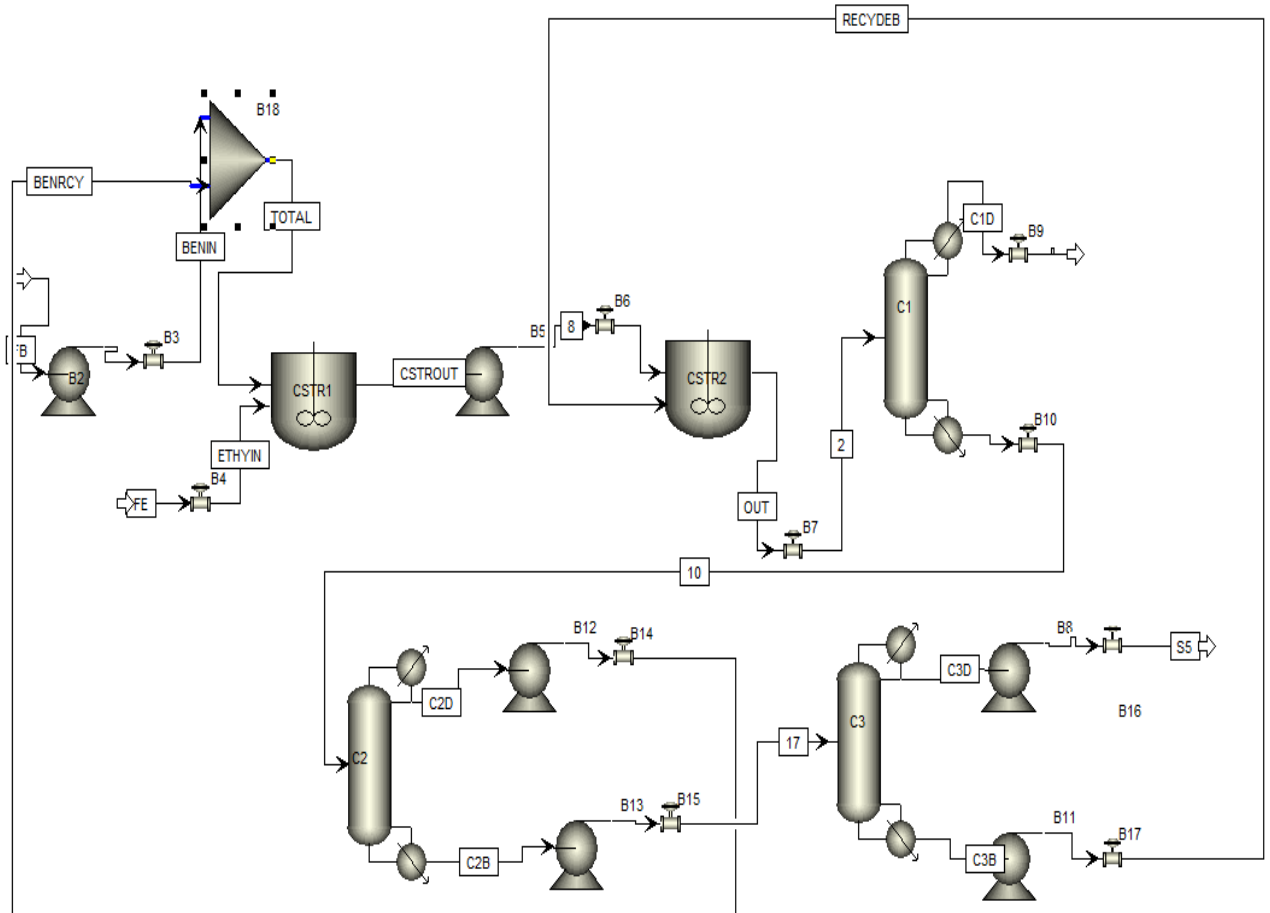 RECYDEB
B18
BENRCY
TOTAL
C1D
B9
BENIN
B6
B5
8
B3
C1
FB
B2
CSTROUT
CSTR1
CSTR2
B10
ETHYIN
2
B4
FE
OUT
B7
10
B12
B14
B8
S5
C2D
C3D
B16
C2
17
C3
B13
B15
B11
B17
C2B
C3B